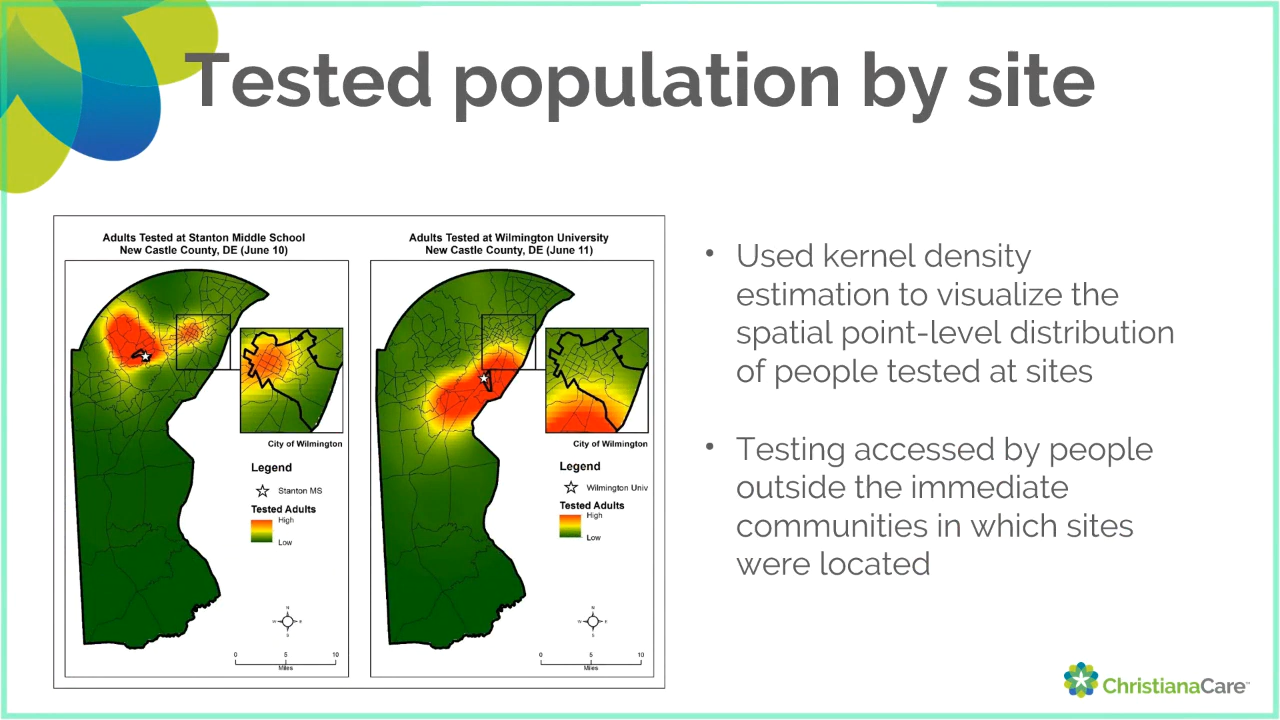 Tested population by site
Adults Tested at Stanton Middle School
New Castle County, DE (June 10)
City of Wilmington
Legend
Stanton MS
Tested Adults
High
Low
N
W
E
S
0 5 10
Miles
Adults Tested at Wilmington University
New Castle County, DE (June 11)
City of Wilmington
Legend
Wilmington Univ
Tested Adults
High
Low
N
W
E
S
0 5 10
Miles
• Used kernel density
estimation to visualize the
spatial point-level distribution
of people tested at sites
• Testing accessed by people
outside the immediate
communities in which sites
were located
ChristianaCare™